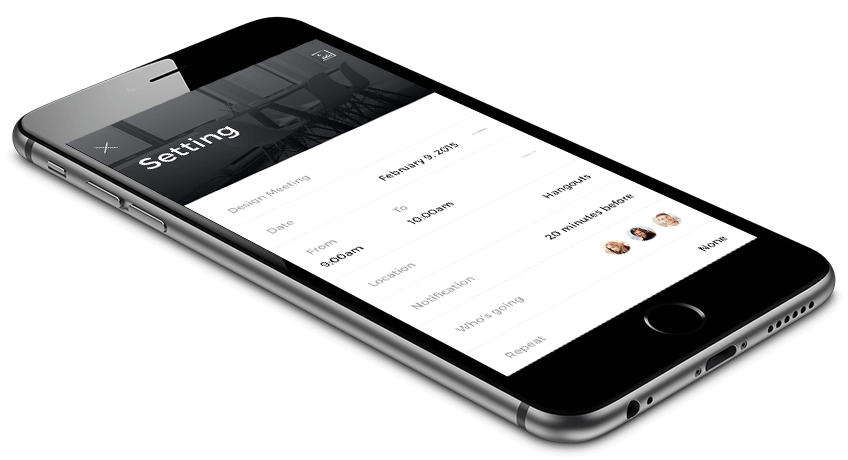 Setting
Design Meeting
Date February 9, 2015
From To
9:00am 10:00am
Location Hangouts
Notification 20 minutes before
Who's going
Repeat None